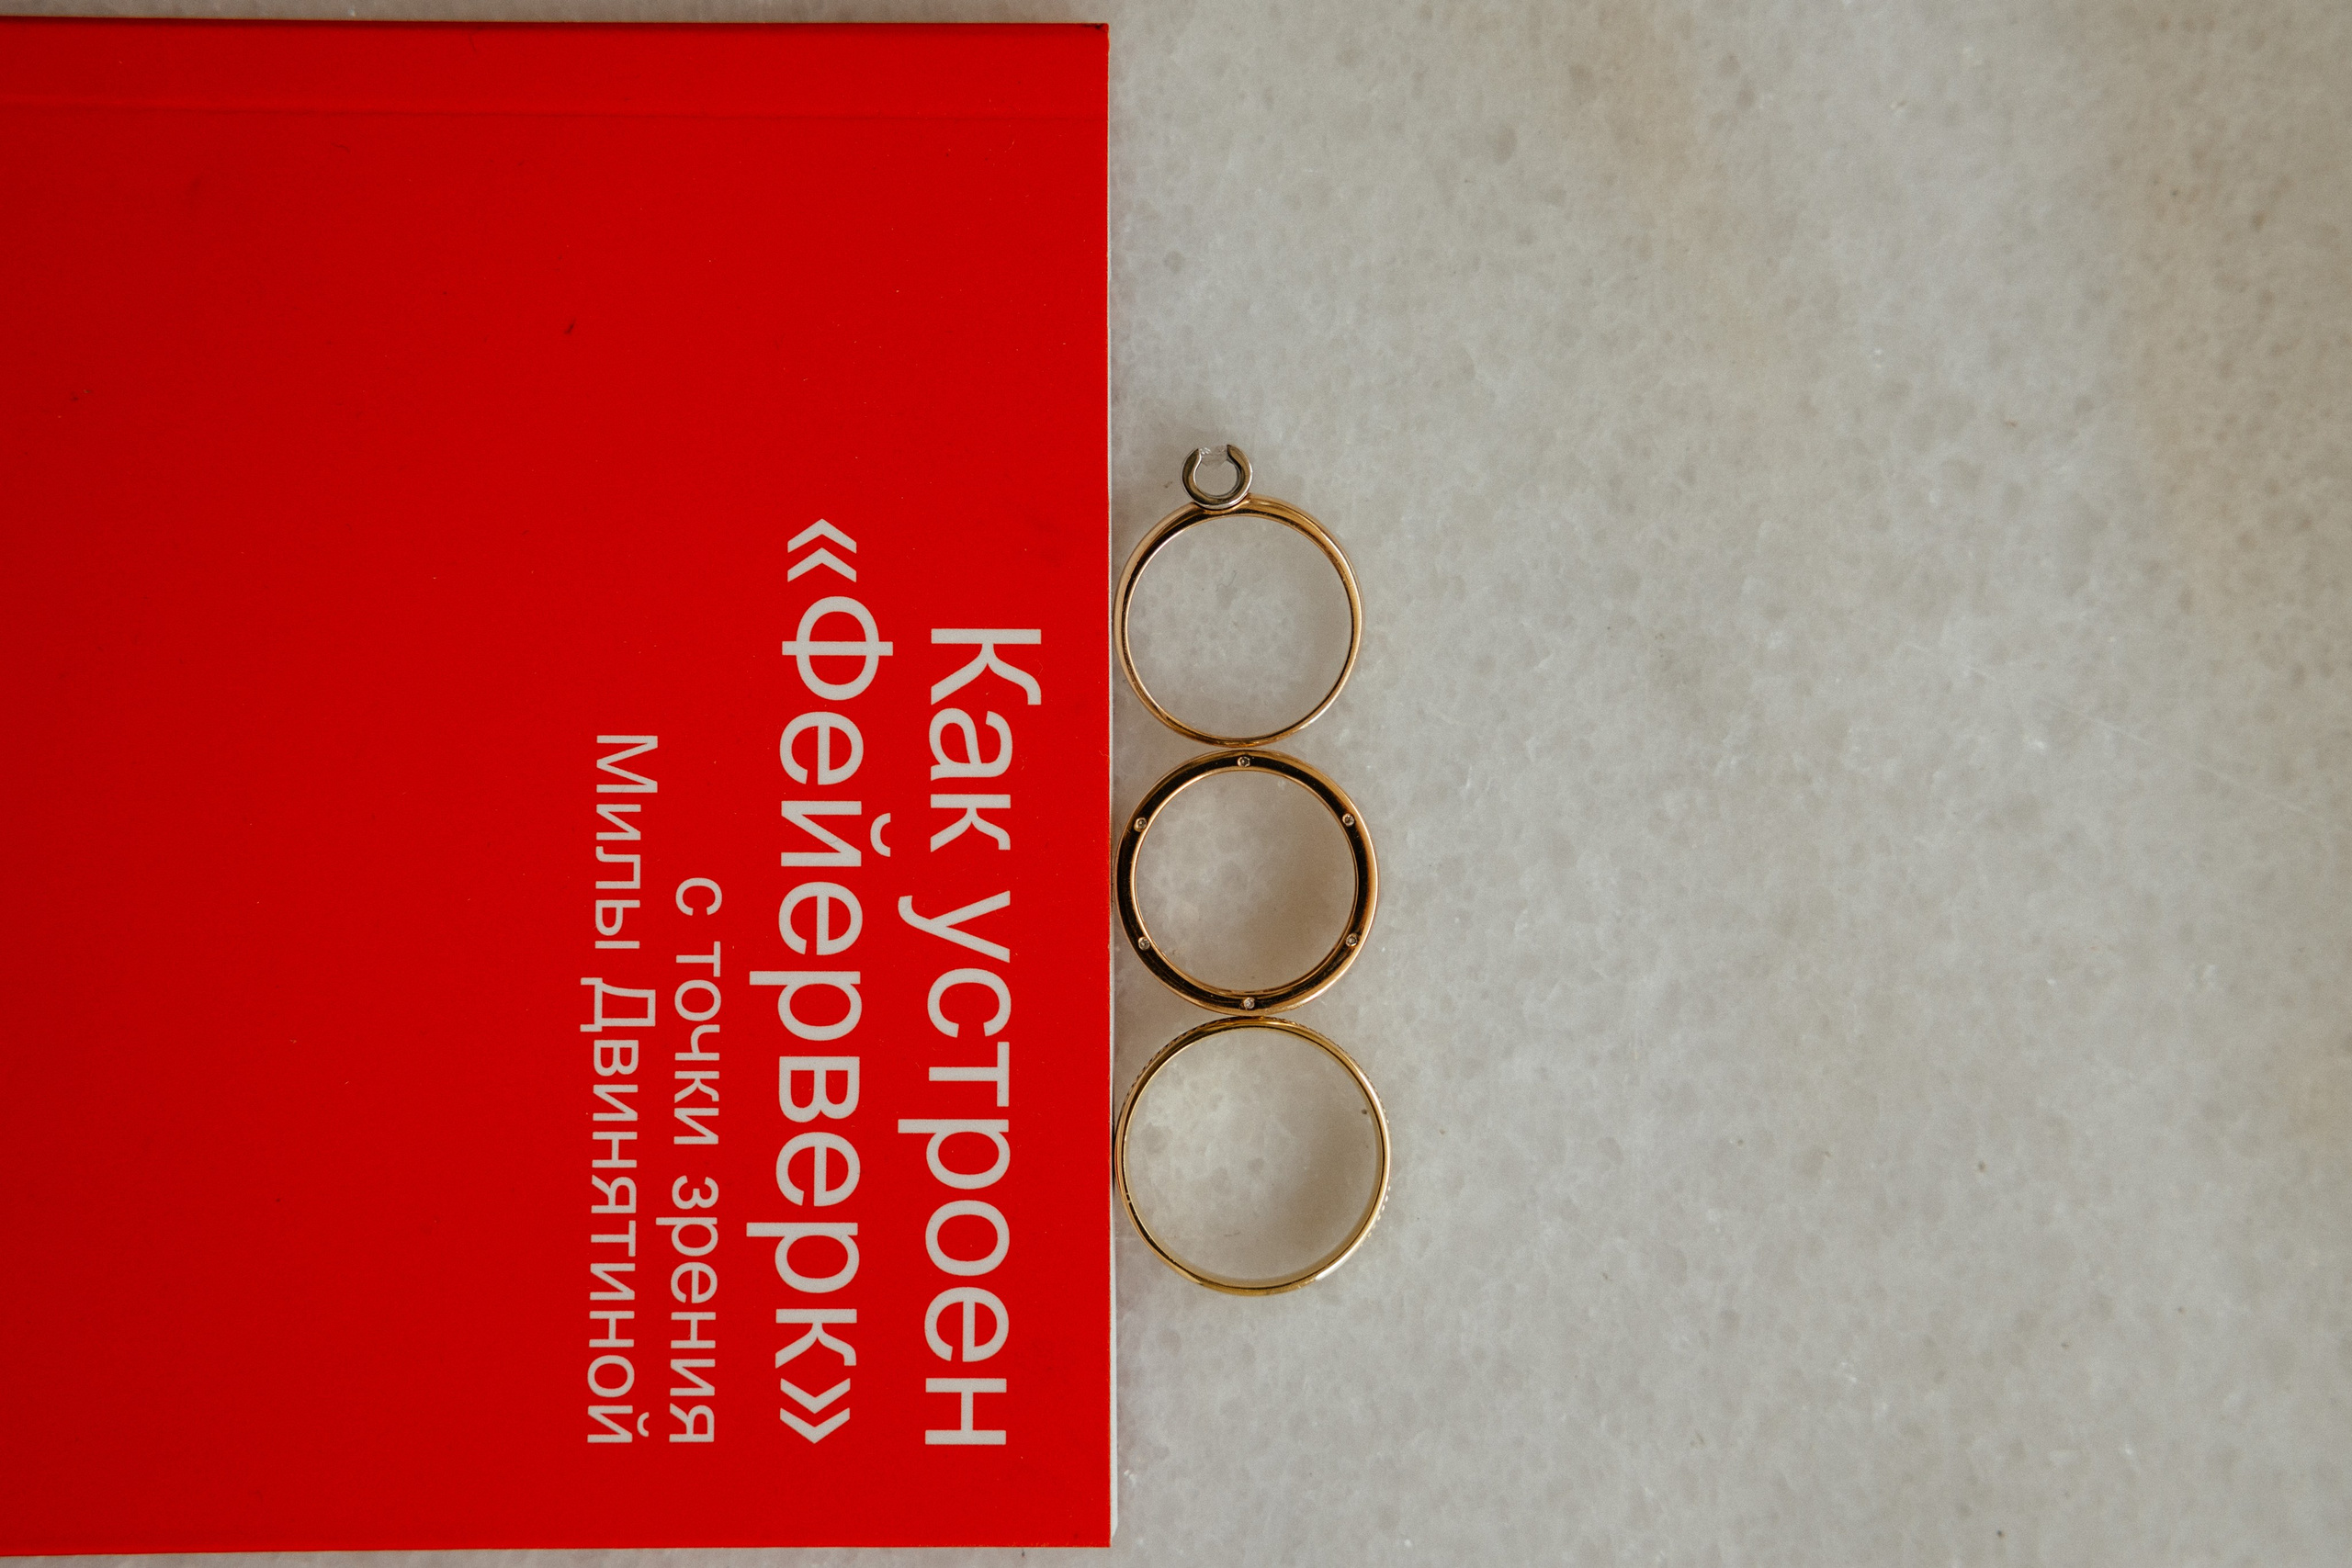 Как устроен
«Фейерверк»
с точки зрения
Милы Двинятиной